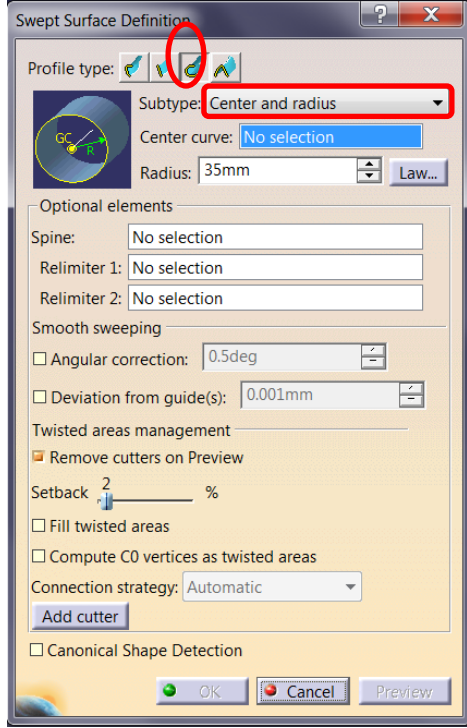 Swept Surface Definition ? X
Profile type:
Subtype: Center and radius
GC R
Center curve: No selection
Radius: 35mm Law...
Optional elements
Spine: No selection
Relimiter 1: No selection
Relimiter 2: No selection
Smooth sweeping
Angular correction: 0.5deg
Deviation from guide(s): 0.001mm
Twisted areas management
Remove cutters on Preview
Setback 2 %
Fill twisted areas
Compute C0 vertices as twisted areas
Connection strategy: Automatic
Add cutter
Canonical Shape Detection
OK Cancel Preview